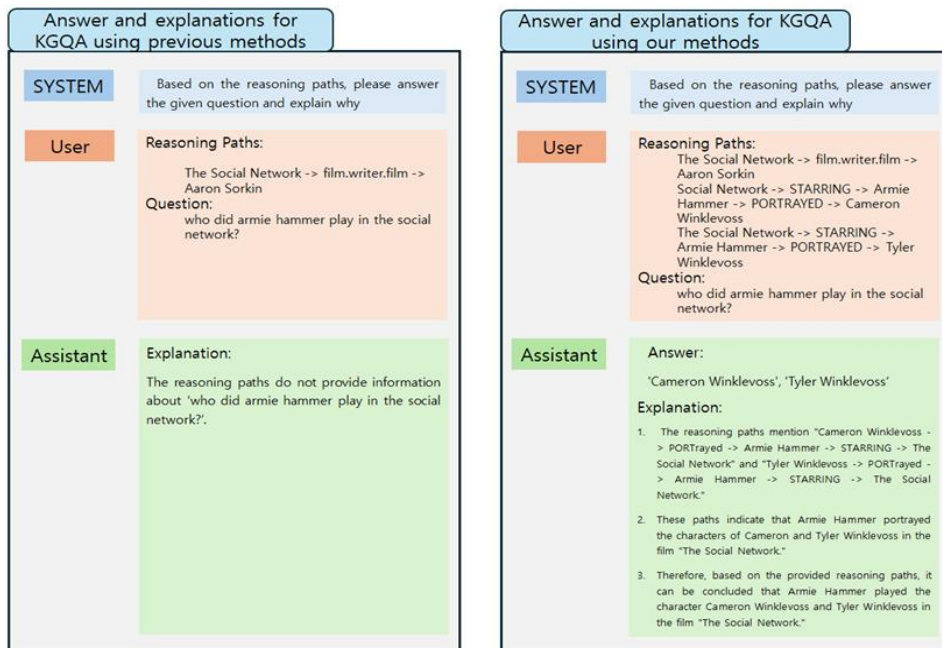 Answer and explanations for
KGQA using previous methods
SYSTEM
Based on the reasoning paths, please answer
the given question and explain why
User
Reasoning Paths:
The Social Network -> film.writer.film ->
Aaron Sorkin
Question:
who did armie hammer play in the social
network?
Assistant
Explanation:
The reasoning paths do not provide information
about 'who did armie hammer play in the social
network?'.
Answer and explanations for KGQA
using our methods
SYSTEM
Based on the reasoning paths, please answer
the given question and explain why
User
Reasoning Paths:
The Social Network -> film.writer.film ->
Aaron Sorkin
Social Network -> STARRING -> Armie
Hammer -> PORTRAYED -> Cameron
Winklevoss
The Social Network -> STARRING ->
Armie Hammer -> PORTRAYED -> Tyler
Winklevoss
Question:
who did armie hammer play in the social
network?
Assistant
Answer:
'Cameron Winklevoss', 'Tyler Winklevoss'
Explanation:
1. The reasoning paths mention "Cameron Winklevoss -
> PORTrayed -> Armie Hammer -> STARRING -> The
Social Network" and "Tyler Winklevoss -> PORTrayed -
> Armie Hammer -> STARRING -> The Social
Network."
2. These paths indicate that Armie Hammer portrayed
the characters of Cameron and Tyler Winklevoss in the
film "The Social Network."
3. Therefore, based on the provided reasoning paths, it
can be concluded that Armie Hammer played the
character Cameron Winklevoss and Tyler Winklevoss in
the film "The Social Network."